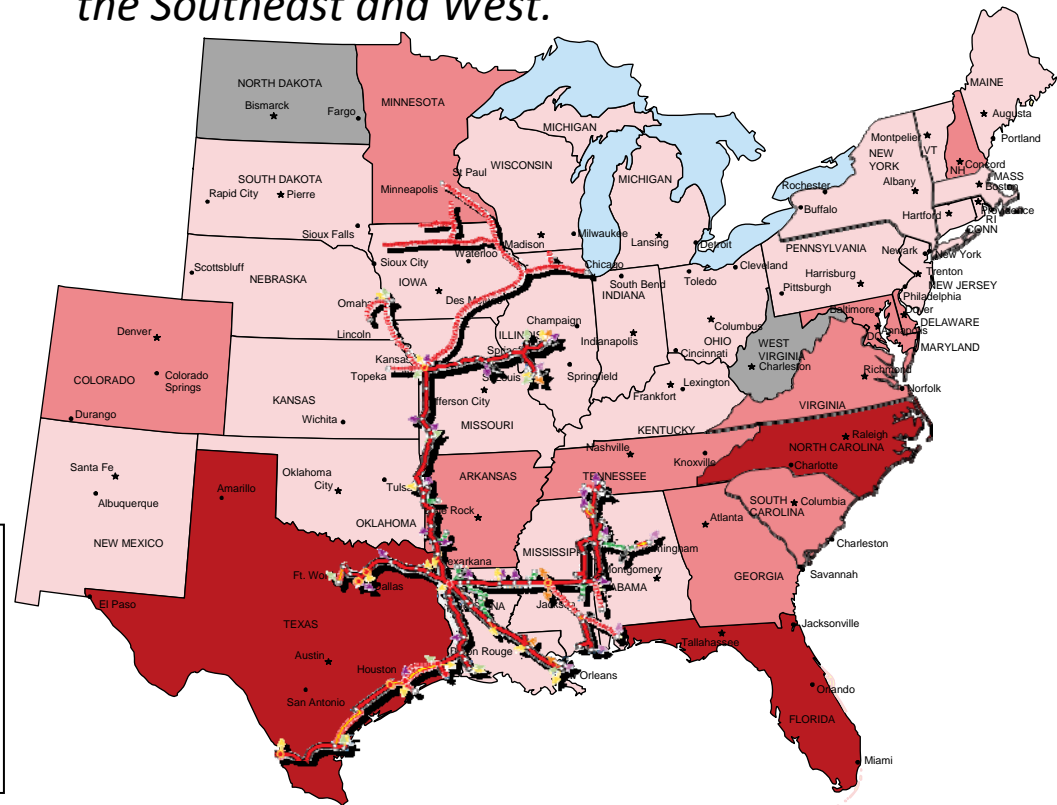 the Southeast and West.
NORTH DAKOTA
Bismarck
Fargo
MINNESOTA
St Paul
Minneapolis
SOUTH DAKOTA
Rapid City
Pierre
Sioux Falls
WISCONSIN
Madison
Milwaukee
MICHIGAN
MICHIGAN
Lansing
Detroit
MAINE
Augusta
Portland
Montpelier
VT
NH
Concord
NEW
YORK
Albany
Rochester
Buffalo
MASS
Boston
Providence
RI
Hartford
CONN
Scottsbluff
NEBRASKA
Lincoln
Sioux City
Waterloo
IOWA
Chicago
South Bend
INDIANA
Indianapolis
Toledo
Cleveland
Columbus
OHIO
Cincinnati
PENNSYLVANIA
Harrisburg
Pittsburgh
Newark
New York
Trenton
NEW JERSEY
Philadelphia
Dover
DELAWARE
Baltimore
Annapolis
DC
MARYLAND
Denver
COLORADO
Colorado
Springs
Durango
Topeka
KANSAS
Wichita
Champaign
Springfield
MISSOURI
WEST
VIRGINIA
Charleston
Richmond
Norfolk
VIRGINIA
Lexington
Frankfort
KENTUCKY
Nashville
Knoxville
TENNESSEE
Raleigh
NORTH CAROLINA
Charlotte
Santa Fe
Albuquerque
NEW MEXICO
Amarillo
Oklahoma
City
OKLAHOMA
ARKANSAS
Rock
SOUTH
CAROLINA
Columbia
Charleston
Atlanta
GEORGIA
Savannah
Montgomery
El Paso
TEXAS
Dallas
Austin
Houston
San Antonio
Rouge
Orleans
Tallahassee
Jacksonville
Orlando
FLORIDA
Miami